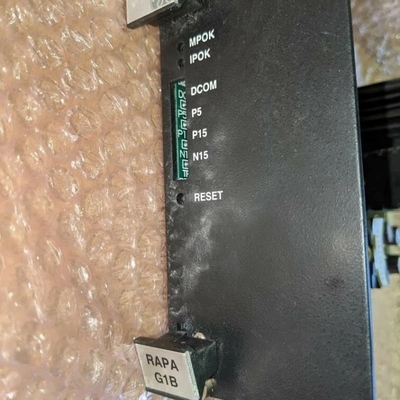 MPOK
IPOK
DCOM
P5
P15
N15
RESET
RAPA
G1B